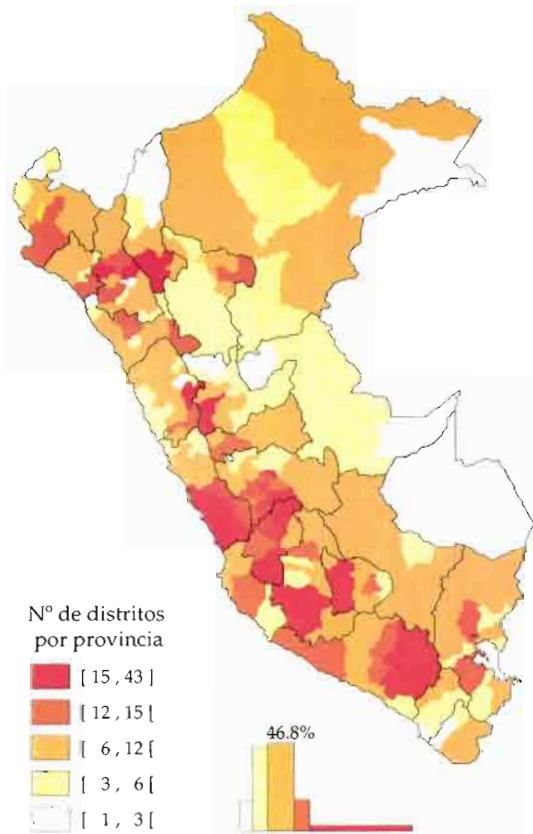 Nº de distritos
por provincia
[ 15 , 43 ]
[ 12 , 15 [
[ 6 , 12 [
[ 3 , 6 [
[ 1 , 3 [
46.8%